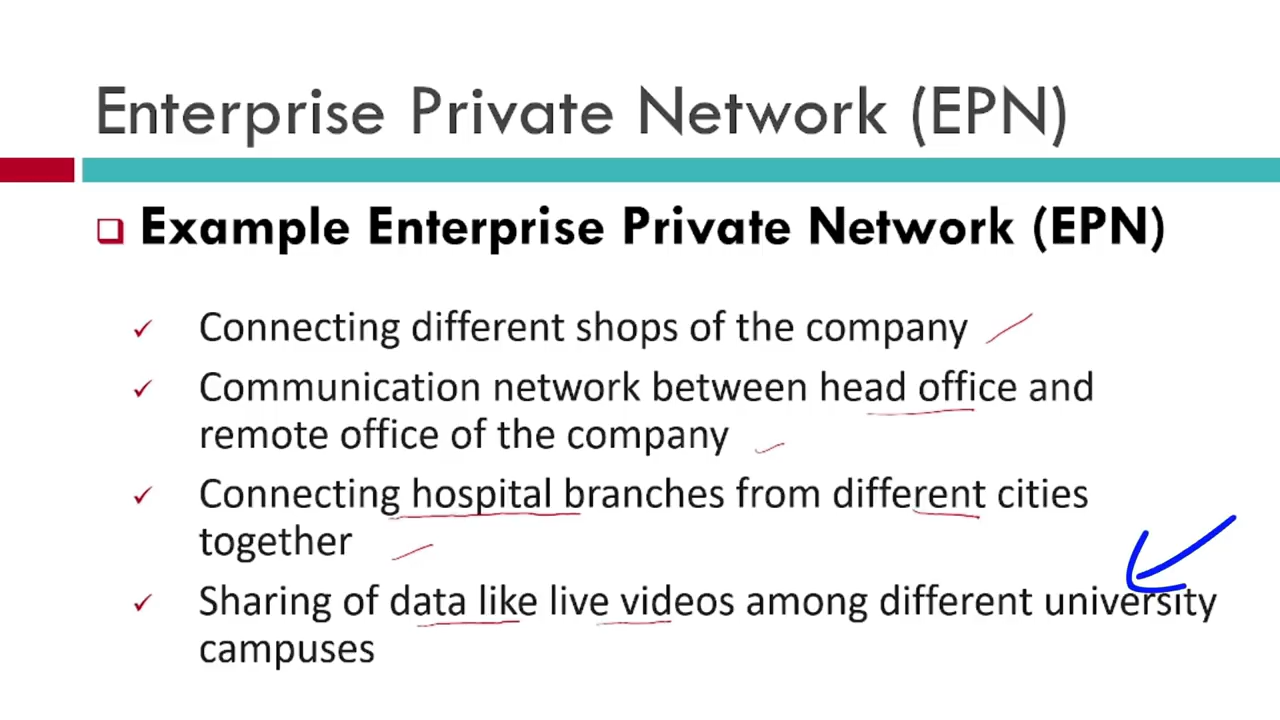 Enterprise Private Network (EPN)
Example Enterprise Private Network (EPN)
Connecting different shops of the company
Communication network between head office and
remote office of the company
Connecting hospital branches from different cities
together
Sharing of data like live videos among different university
campuses